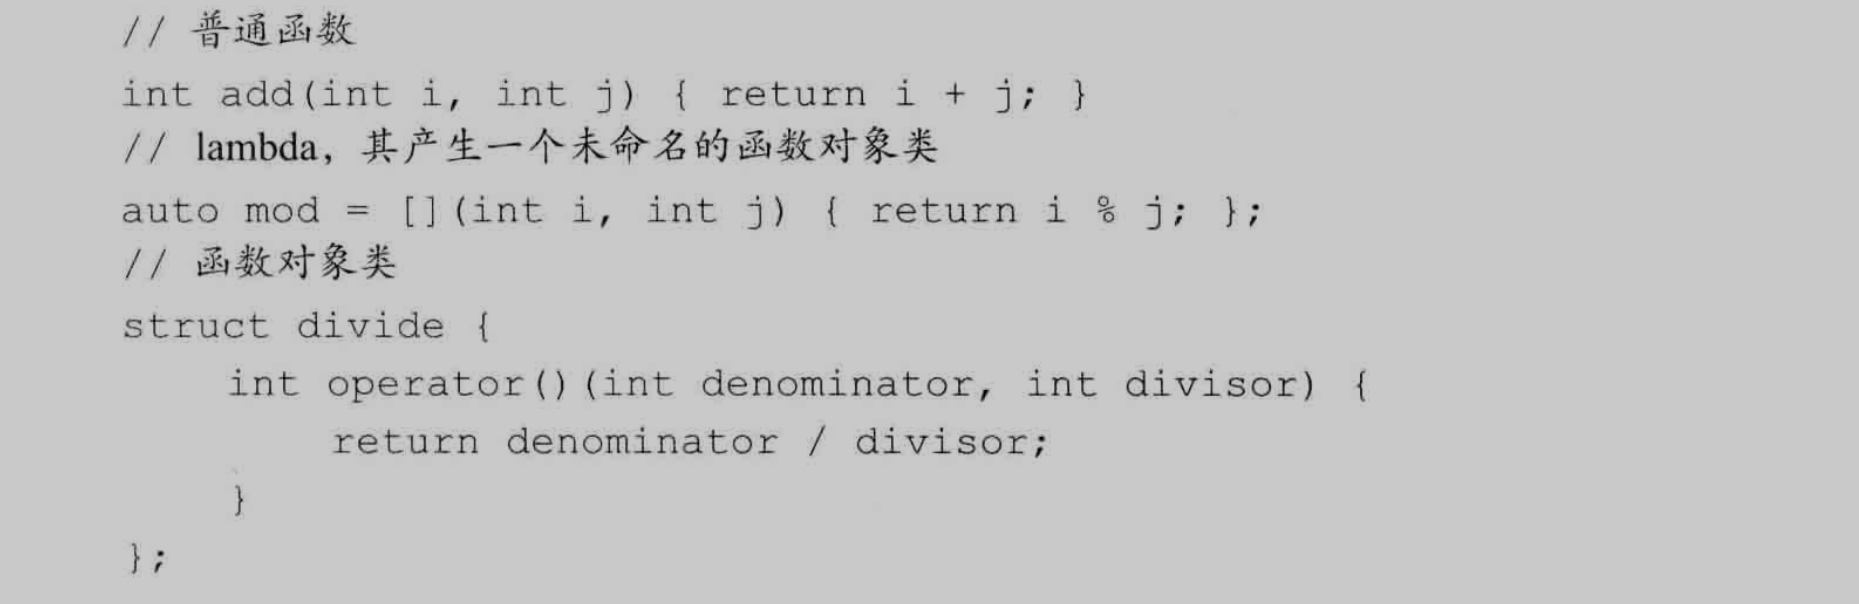 // 普通函数
int add(int i, int j) { return i + j; }
// lambda，其产生一个未命名的函数对象类
auto mod = [](int i, int j) { return i % j; };
// 函数对象类
struct divide {
    int operator()(int denominator, int divisor) {
        return denominator / divisor;
    }
};